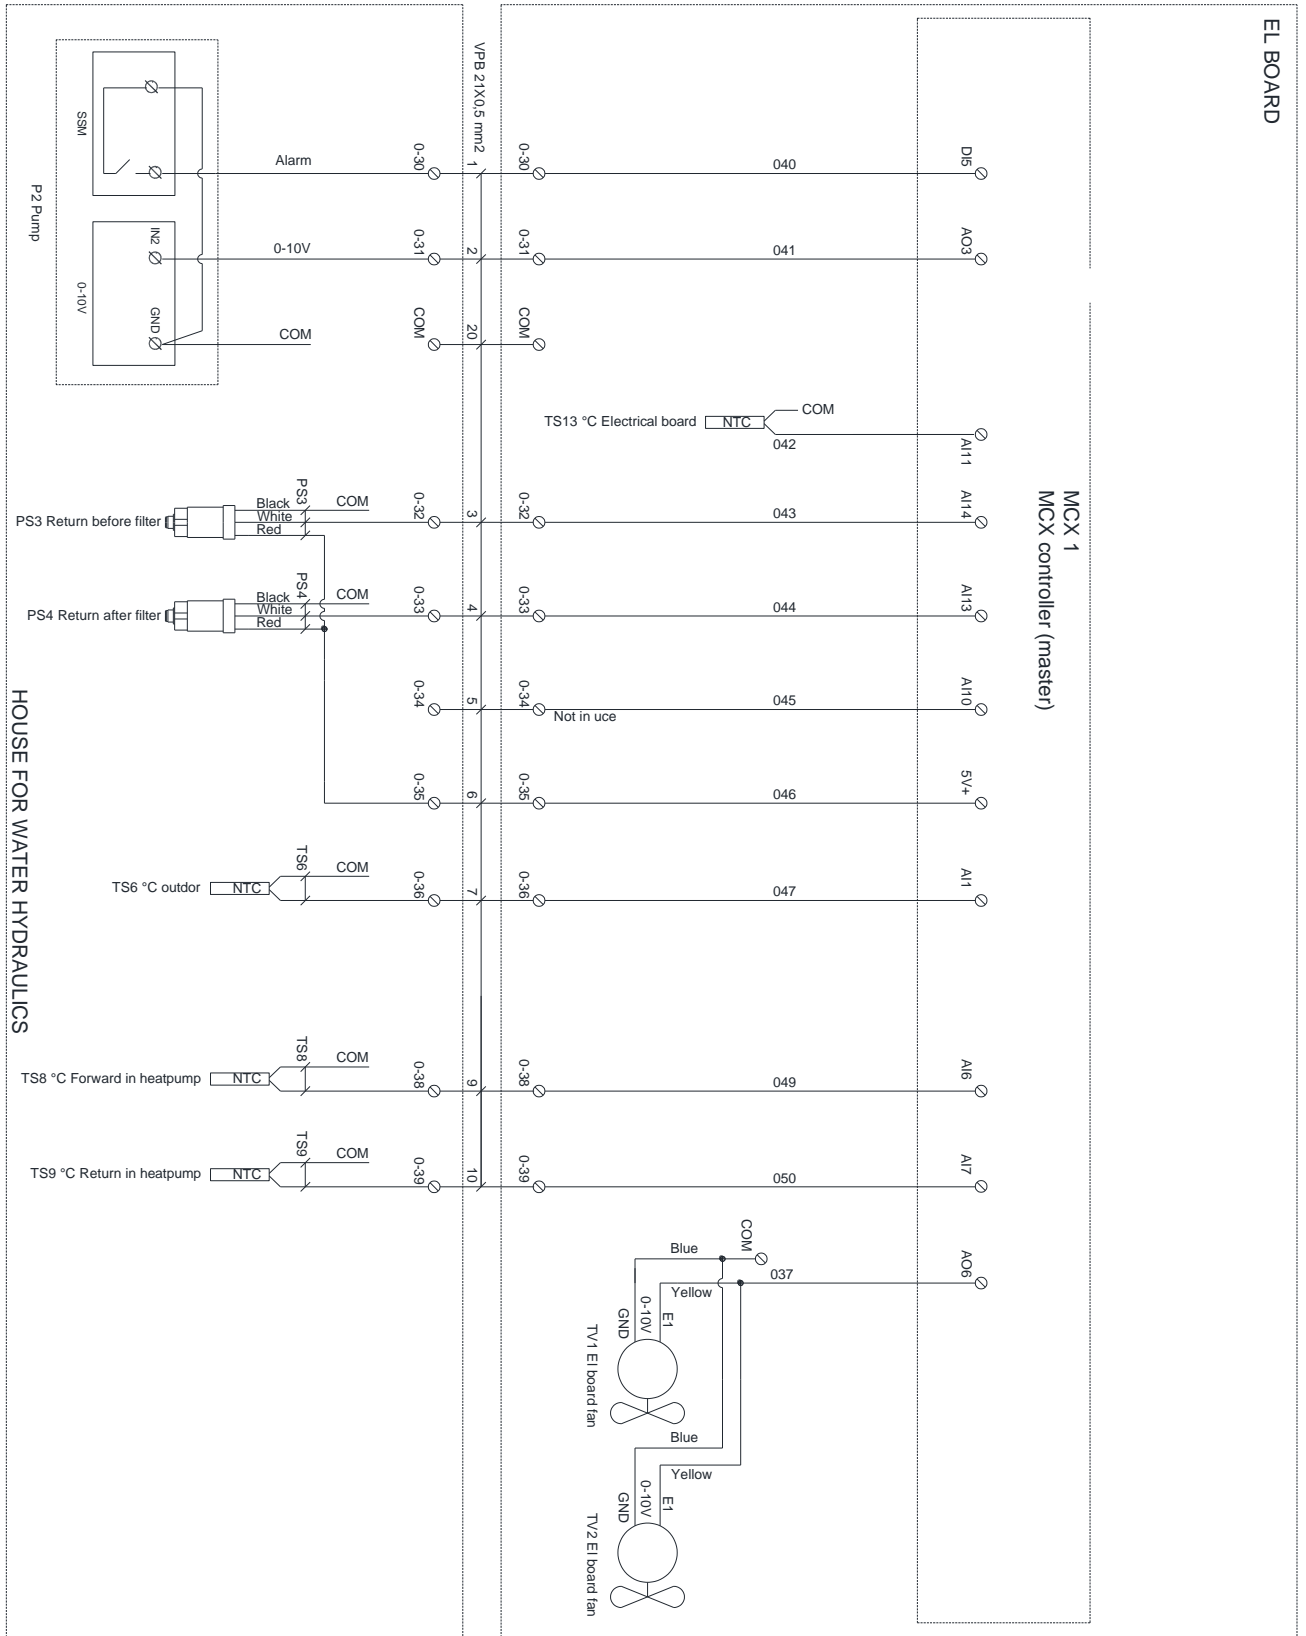 EL BOARD
MCX 1
MCX controller (master)
VPB 21X0,5 mm2
HOUSE FOR WATER HYDRAULICS
P2 Pump
SSM
Alarm
0-30
1
0-30
040
DI5
IN2
0-10V
0-31
2
0-31
041
AO3
0-10V
GND
COM
COM
20
COM
TS13 °C Electrical board
NTC
COM
042
AI11
PS3 Return before filter
Black
White
Red
PS3
COM
0-32
3
0-32
043
AI14
PS4 Return after filter
Black
White
Red
PS4
COM
0-33
4
0-33
044
AI13
0-34
5
0-34
Not in uce
045
AI10
0-35
6
0-35
046
5V+
TS6 °C outdor
NTC
TS6
COM
0-36
7
0-36
047
AI1
TS8 °C Forward in heatpump
NTC
TS8
COM
0-38
9
0-38
049
AI6
TS9 °C Return in heatpump
NTC
TS9
COM
0-39
10
0-39
050
AI7
COM
Blue
037
AO6
Yellow
E1
0-10V
GND
TV1 El board fan
Blue
Yellow
E1
0-10V
GND
TV2 El board fan